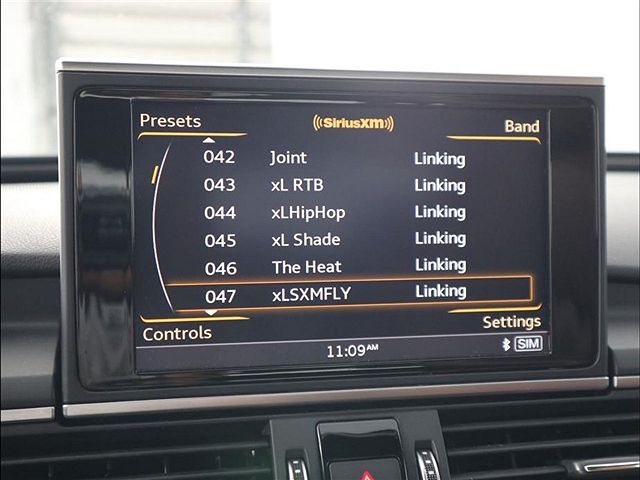 Presets SiriusXM Band
042 Joint Linking
043 xL RTB Linking
044 xLHipHop Linking
045 xL Shade Linking
046 The Heat Linking
047 xLSXMFLY Linking
Controls Settings
11:09AM SIM